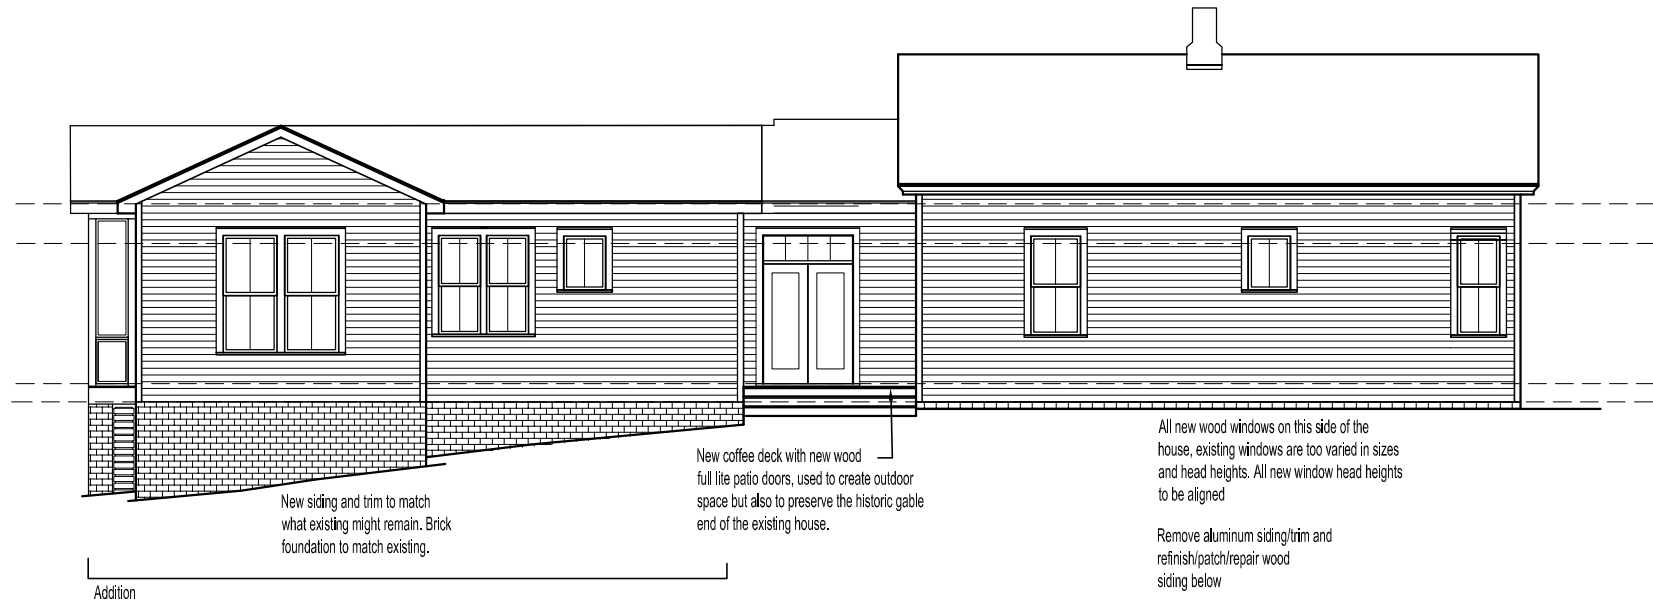 New siding and trim to match
what existing might remain. Brick
foundation to match existing.
Addition
New coffee deck with new wood
full lite patio doors, used to create outdoor
space but also to preserve the historic gable
end of the existing house.
All new wood windows on this side of the
house, existing windows are too varied in sizes
and head heights. All new window head heights
to be aligned
Remove aluminum siding/trim and
refinish/patch/repair wood
siding below